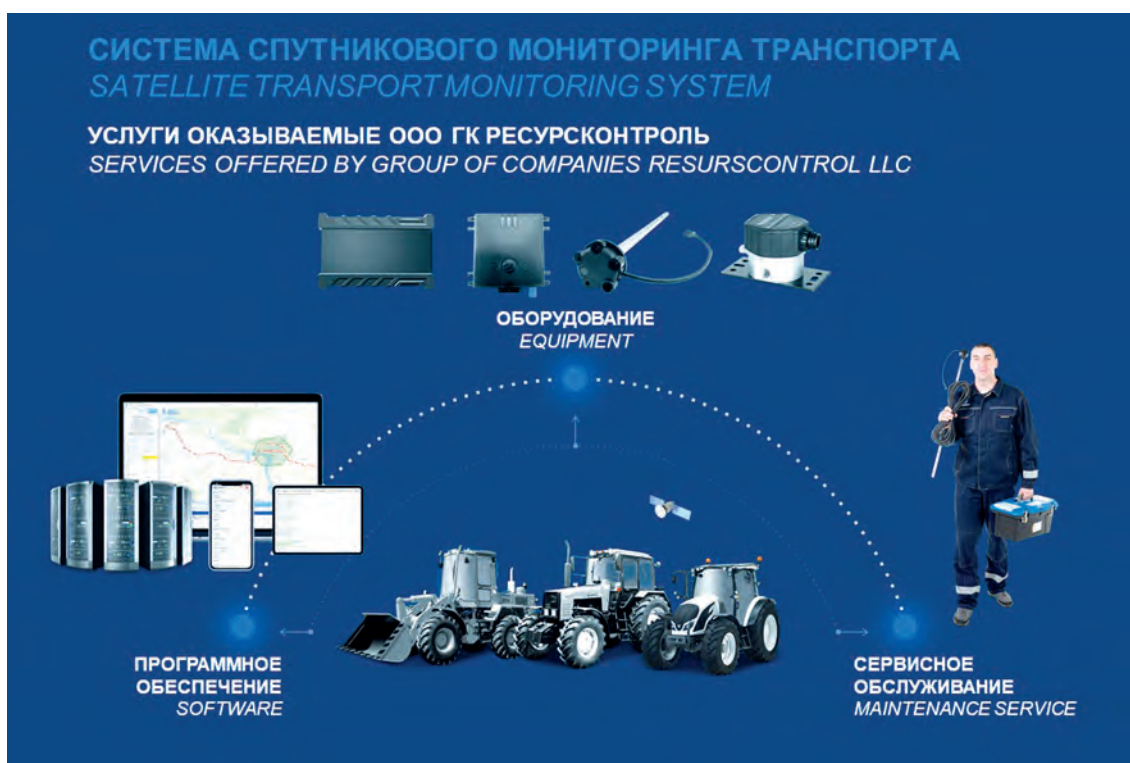 СИСТЕМА СПУТНИКОВОГО МОНИТОРИНГА ТРАНСПОРТА
SATELLITE TRANSPORT MONITORING SYSTEM
УСЛУГИ ОКАЗЫВАЕМЫЕ ООО ГК РЕСУРСКОНТРОЛЬ
SERVICES OFFERED BY GROUP OF COMPANIES RESURSCONTROL LLC
ОБОРУДОВАНИЕ
EQUIPMENT
ПРОГРАММНОЕ
ОБЕСПЕЧЕНИЕ
SOFTWARE
СЕРВИСНОЕ
ОБСЛУЖИВАНИЕ
MAINTENANCE SERVICE